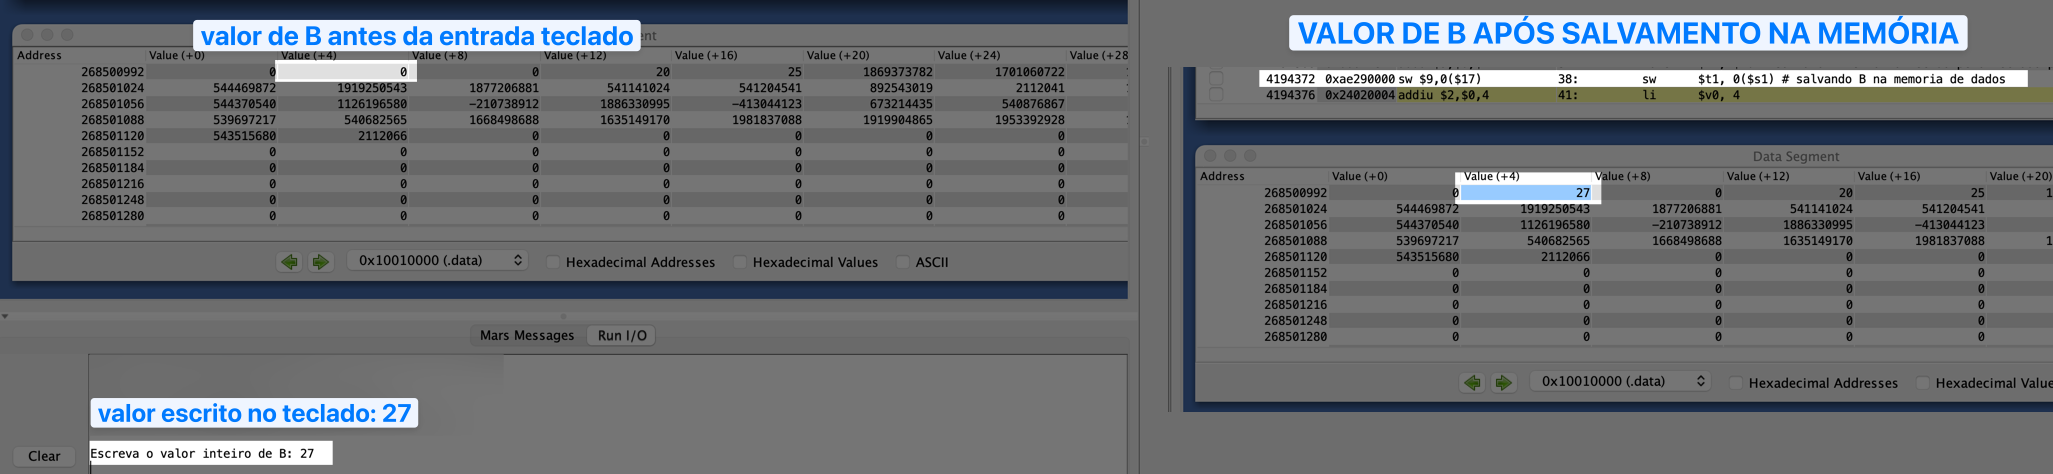 valor de B antes da entrada teclado
Address Value (+0) Value (+4) Value (+8) Value (+12) Value (+16) Value (+20) Value (+24) Value (+28
268500992 0 0 0 20 25 1869373782 1701060722
268501024 544469872 1919250543 1877206881 541141024 541204541 892543019 2112041
268501056 544370540 1126196580 -210738912 1886330995 -413044123 673214435 540876867
268501088 539697217 540682565 1668498688 1635149170 1981837088 1919904865 1953392928
268501120 543515680 2112066 0 0 0 0 0
268501152 0 0 0 0 0 0 0
268501184 0 0 0 0 0 0 0
268501216 0 0 0 0 0 0 0
268501248 0 0 0 0 0 0 0
268501280 0 0 0 0 0 0 0
0x10010000 (.data) Hexadecimal Addresses Hexadecimal Values ASCII
Mars Messages Run I/O
valor escrito no teclado: 27
Clear
Escreva o valor inteiro de B: 27
VALOR DE B APÓS SALVAMENTO NA MEMÓRIA
4194372 0xae290000 sw $9,0($17) 38: sw $t1, 0($s1) # salvando B na memoria de dados
4194376 0x24020004 addiu $2,$0,4 41: li $v0, 4
Data Segment
Address Value (+0) Value (+4) Value (+8) Value (+12) Value (+16) Value (+20)
268500992 0 27 0 20 25
268501024 544469872 1919250543 1877206881 541141024 541204541
268501056 544370540 1126196580 -210738912 1886330995 -413044123
268501088 539697217 540682565 1668498688 1635149170 1981837088
268501120 543515680 2112066 0 0 0
268501152 0 0 0 0 0
268501184 0 0 0 0 0
268501216 0 0 0 0 0
268501248 0 0 0 0 0
268501280 0 0 0 0 0
0x10010000 (.data) Hexadecimal Addresses Hexadecimal Value